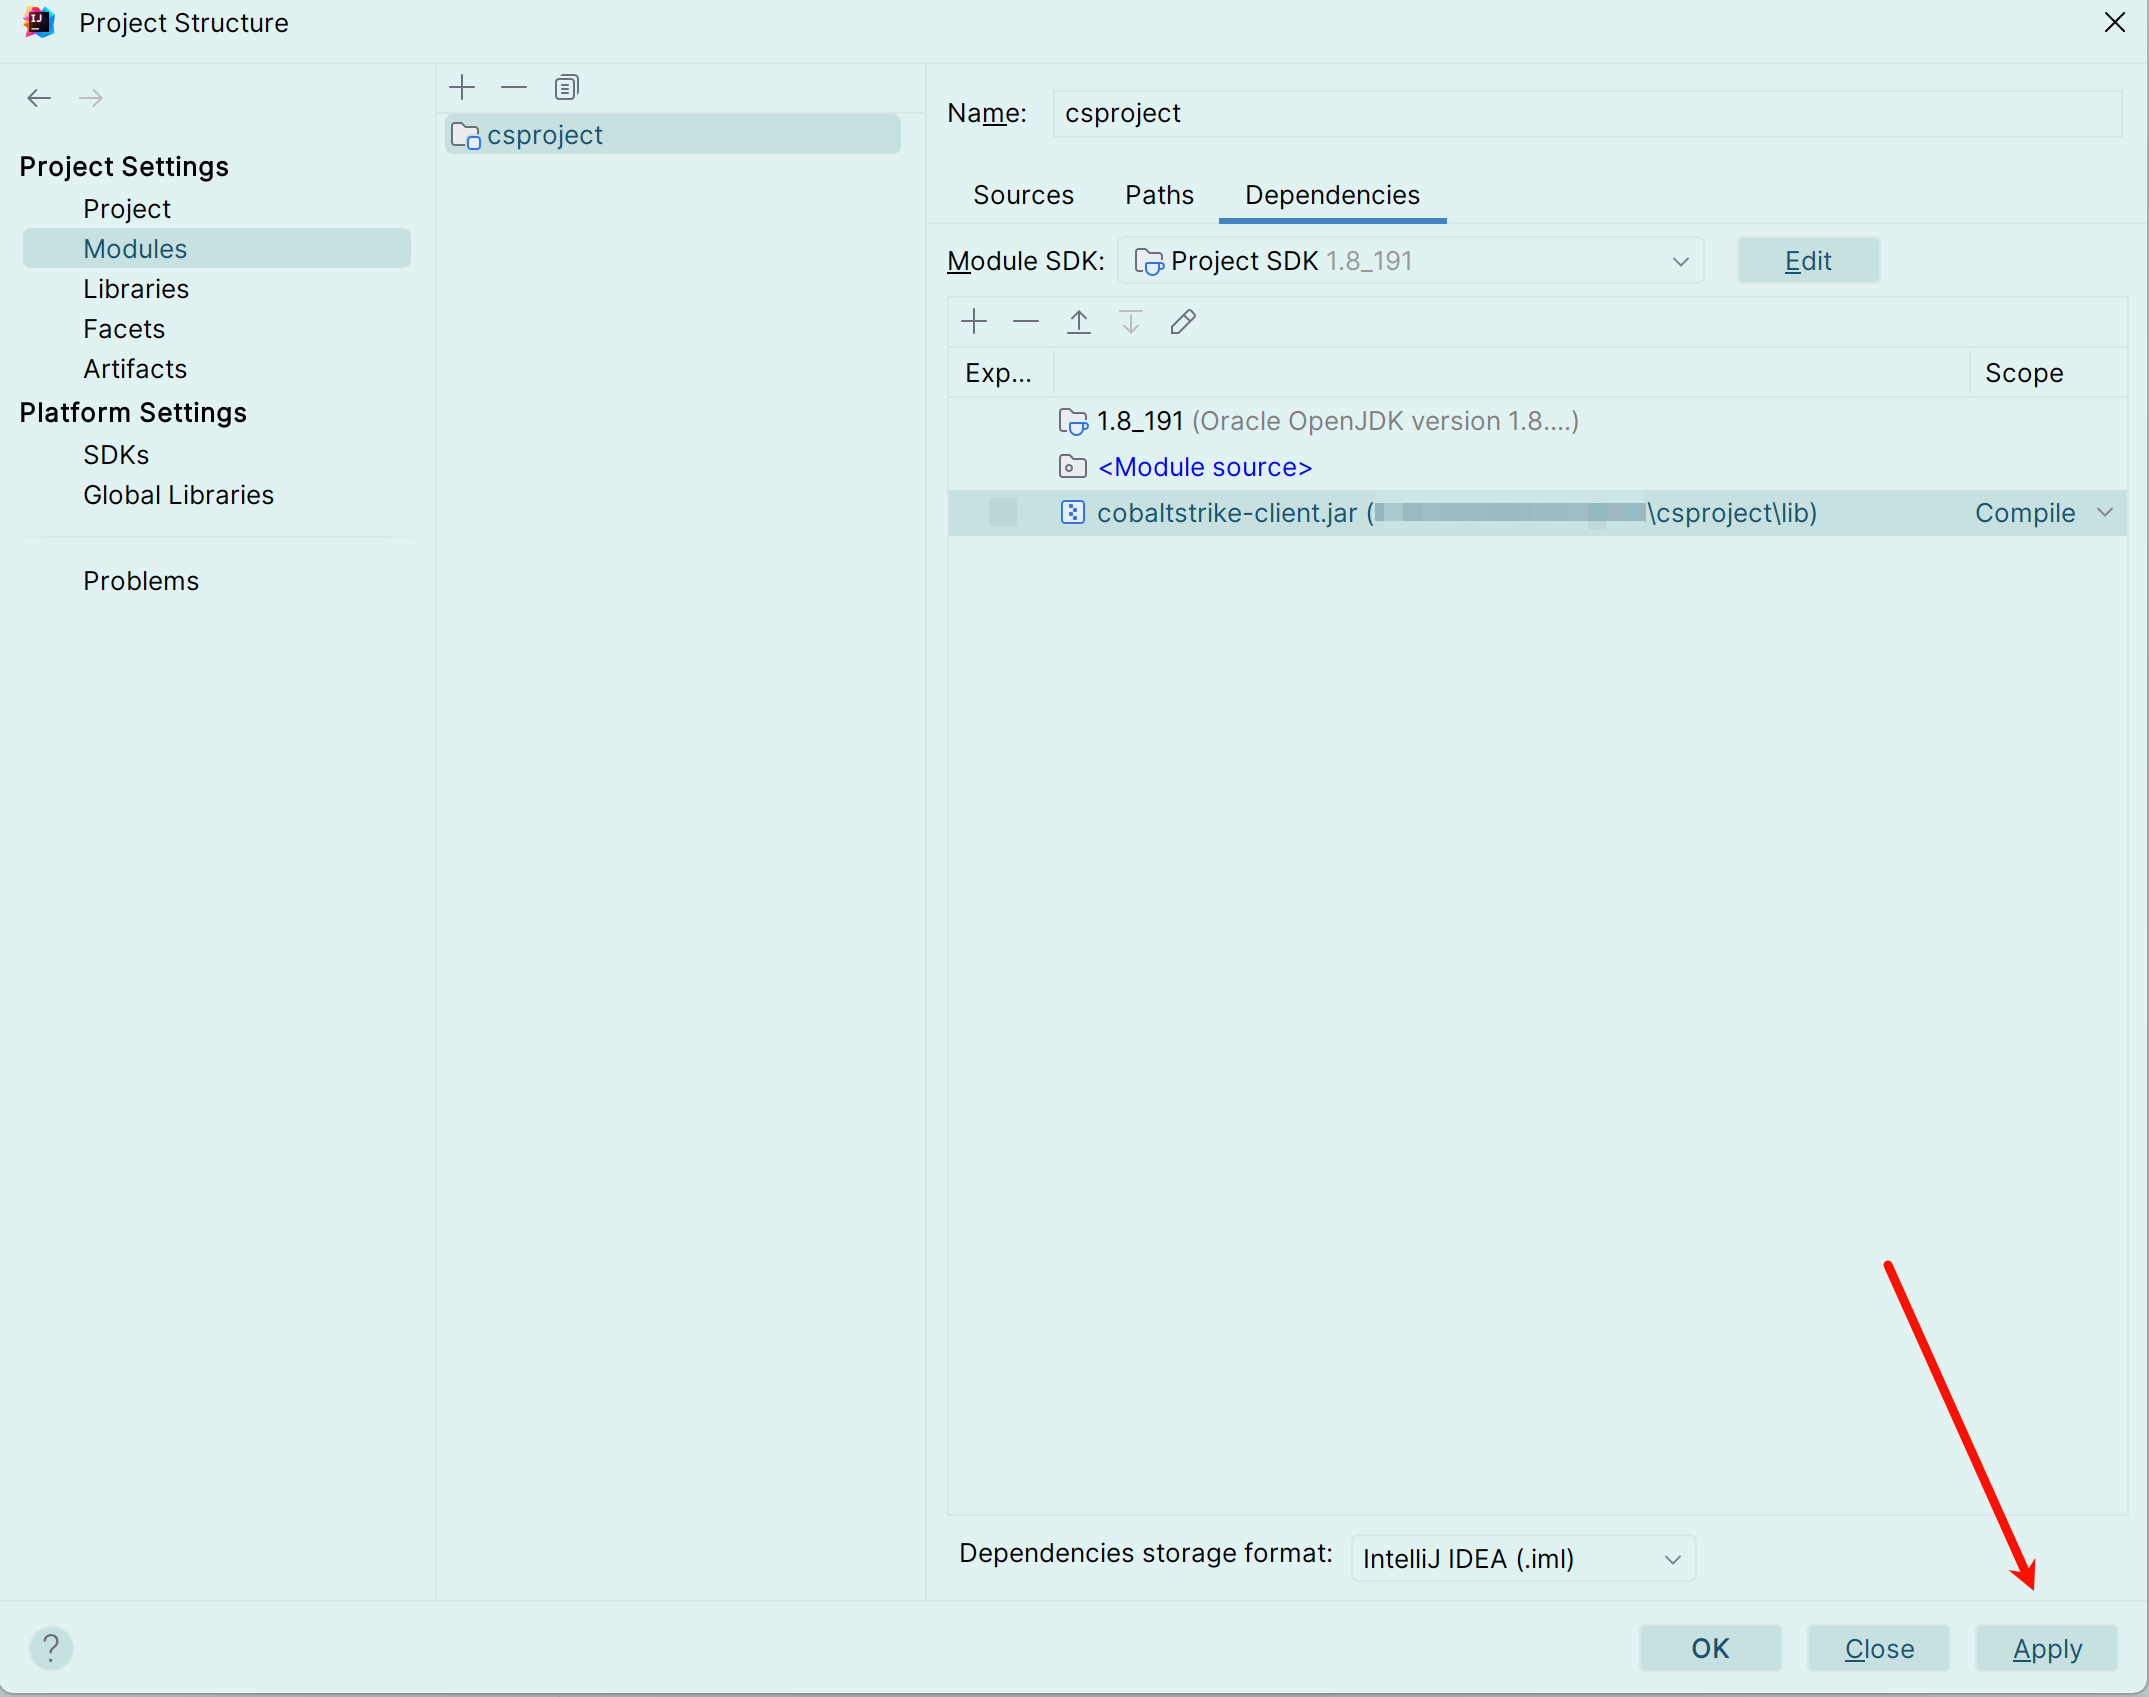 Project Structure
Project Settings
Project
Modules
Libraries
Facets
Artifacts
Platform Settings
SDKs
Global Libraries
Problems
csproject
Name: csproject
Sources Paths Dependencies
Module SDK: Project SDK 1.8_191 Edit
Exp... Scope
1.8_191 (Oracle OpenJDK version 1.8....)
<Module source>
cobaltstrike-client.jar (\csproject\lib) Compile
Dependencies storage format: IntelliJ IDEA (.iml)
? OK Close Apply